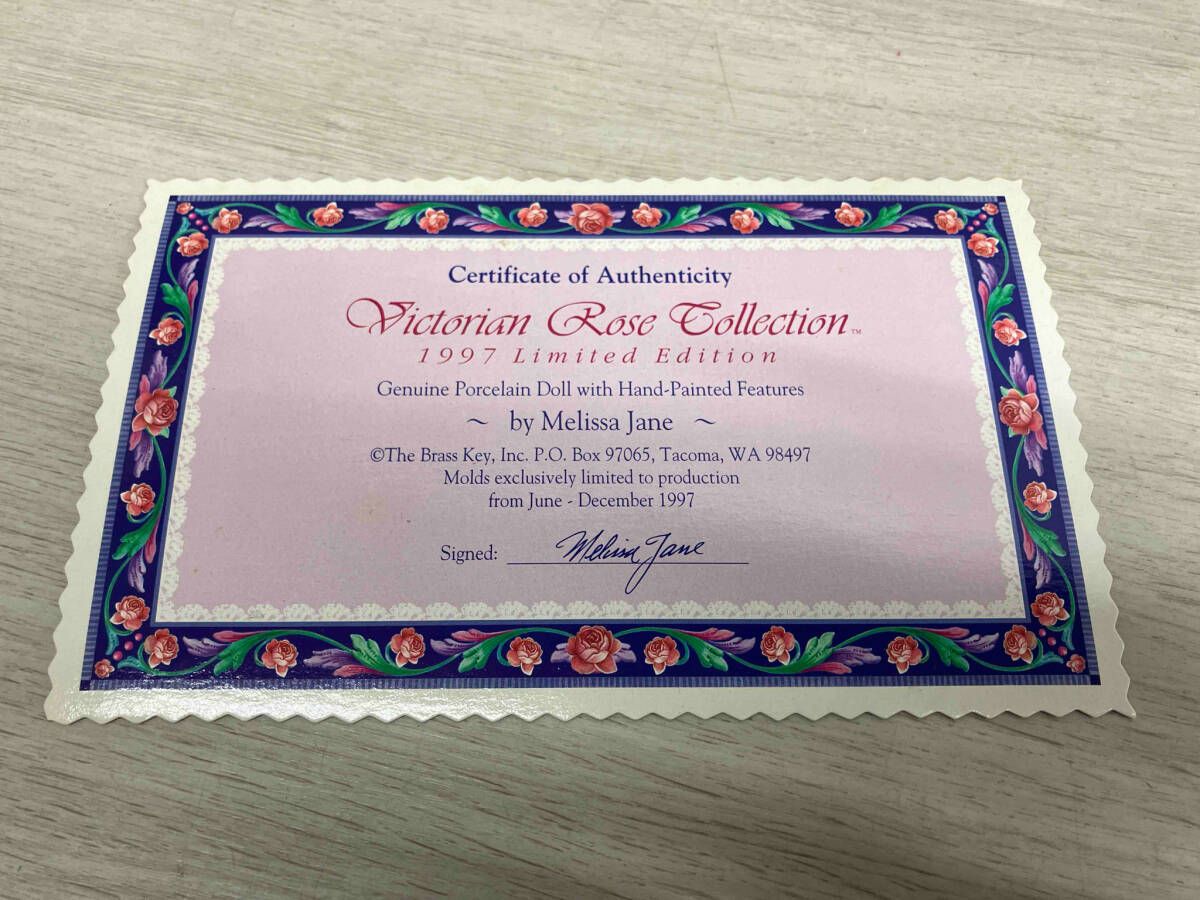 Certificate of Authenticity
Victorian Rose Collection™
1997 Limited Edition
Genuine Porcelain Doll with Hand-Painted Features
~ by Melissa Jane ~
©The Brass Key, Inc. P.O. Box 97065, Tacoma, WA 98497
Molds exclusively limited to production
from June - December 1997
Signed: Melissa Jane